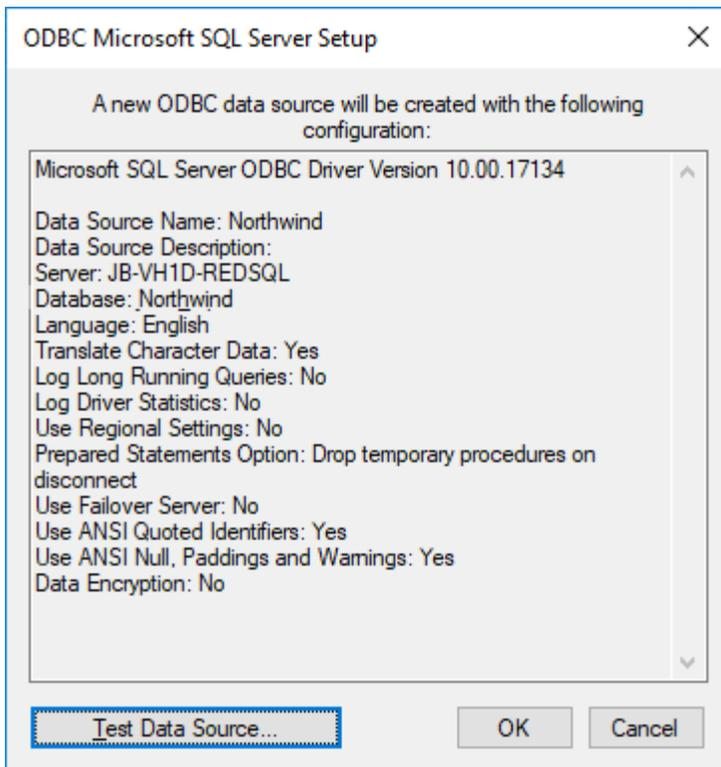 ODBC Microsoft SQL Server Setup
A new ODBC data source will be created with the following
configuration:
Microsoft SQL Server ODBC Driver Version 10.00.17134
Data Source Name: Northwind
Data Source Description:
Server: JB-VH1D-REDSQL
Database: Northwind
Language: English
Translate Character Data: Yes
Log Long Running Queries: No
Log Driver Statistics: No
Use Regional Settings: No
Prepared Statements Option: Drop temporary procedures on
disconnect
Use Failover Server: No
Use ANSI Quoted Identifiers: Yes
Use ANSI Null, Paddings and Warnings: Yes
Data Encryption: No
Test Data Source...
OK
Cancel